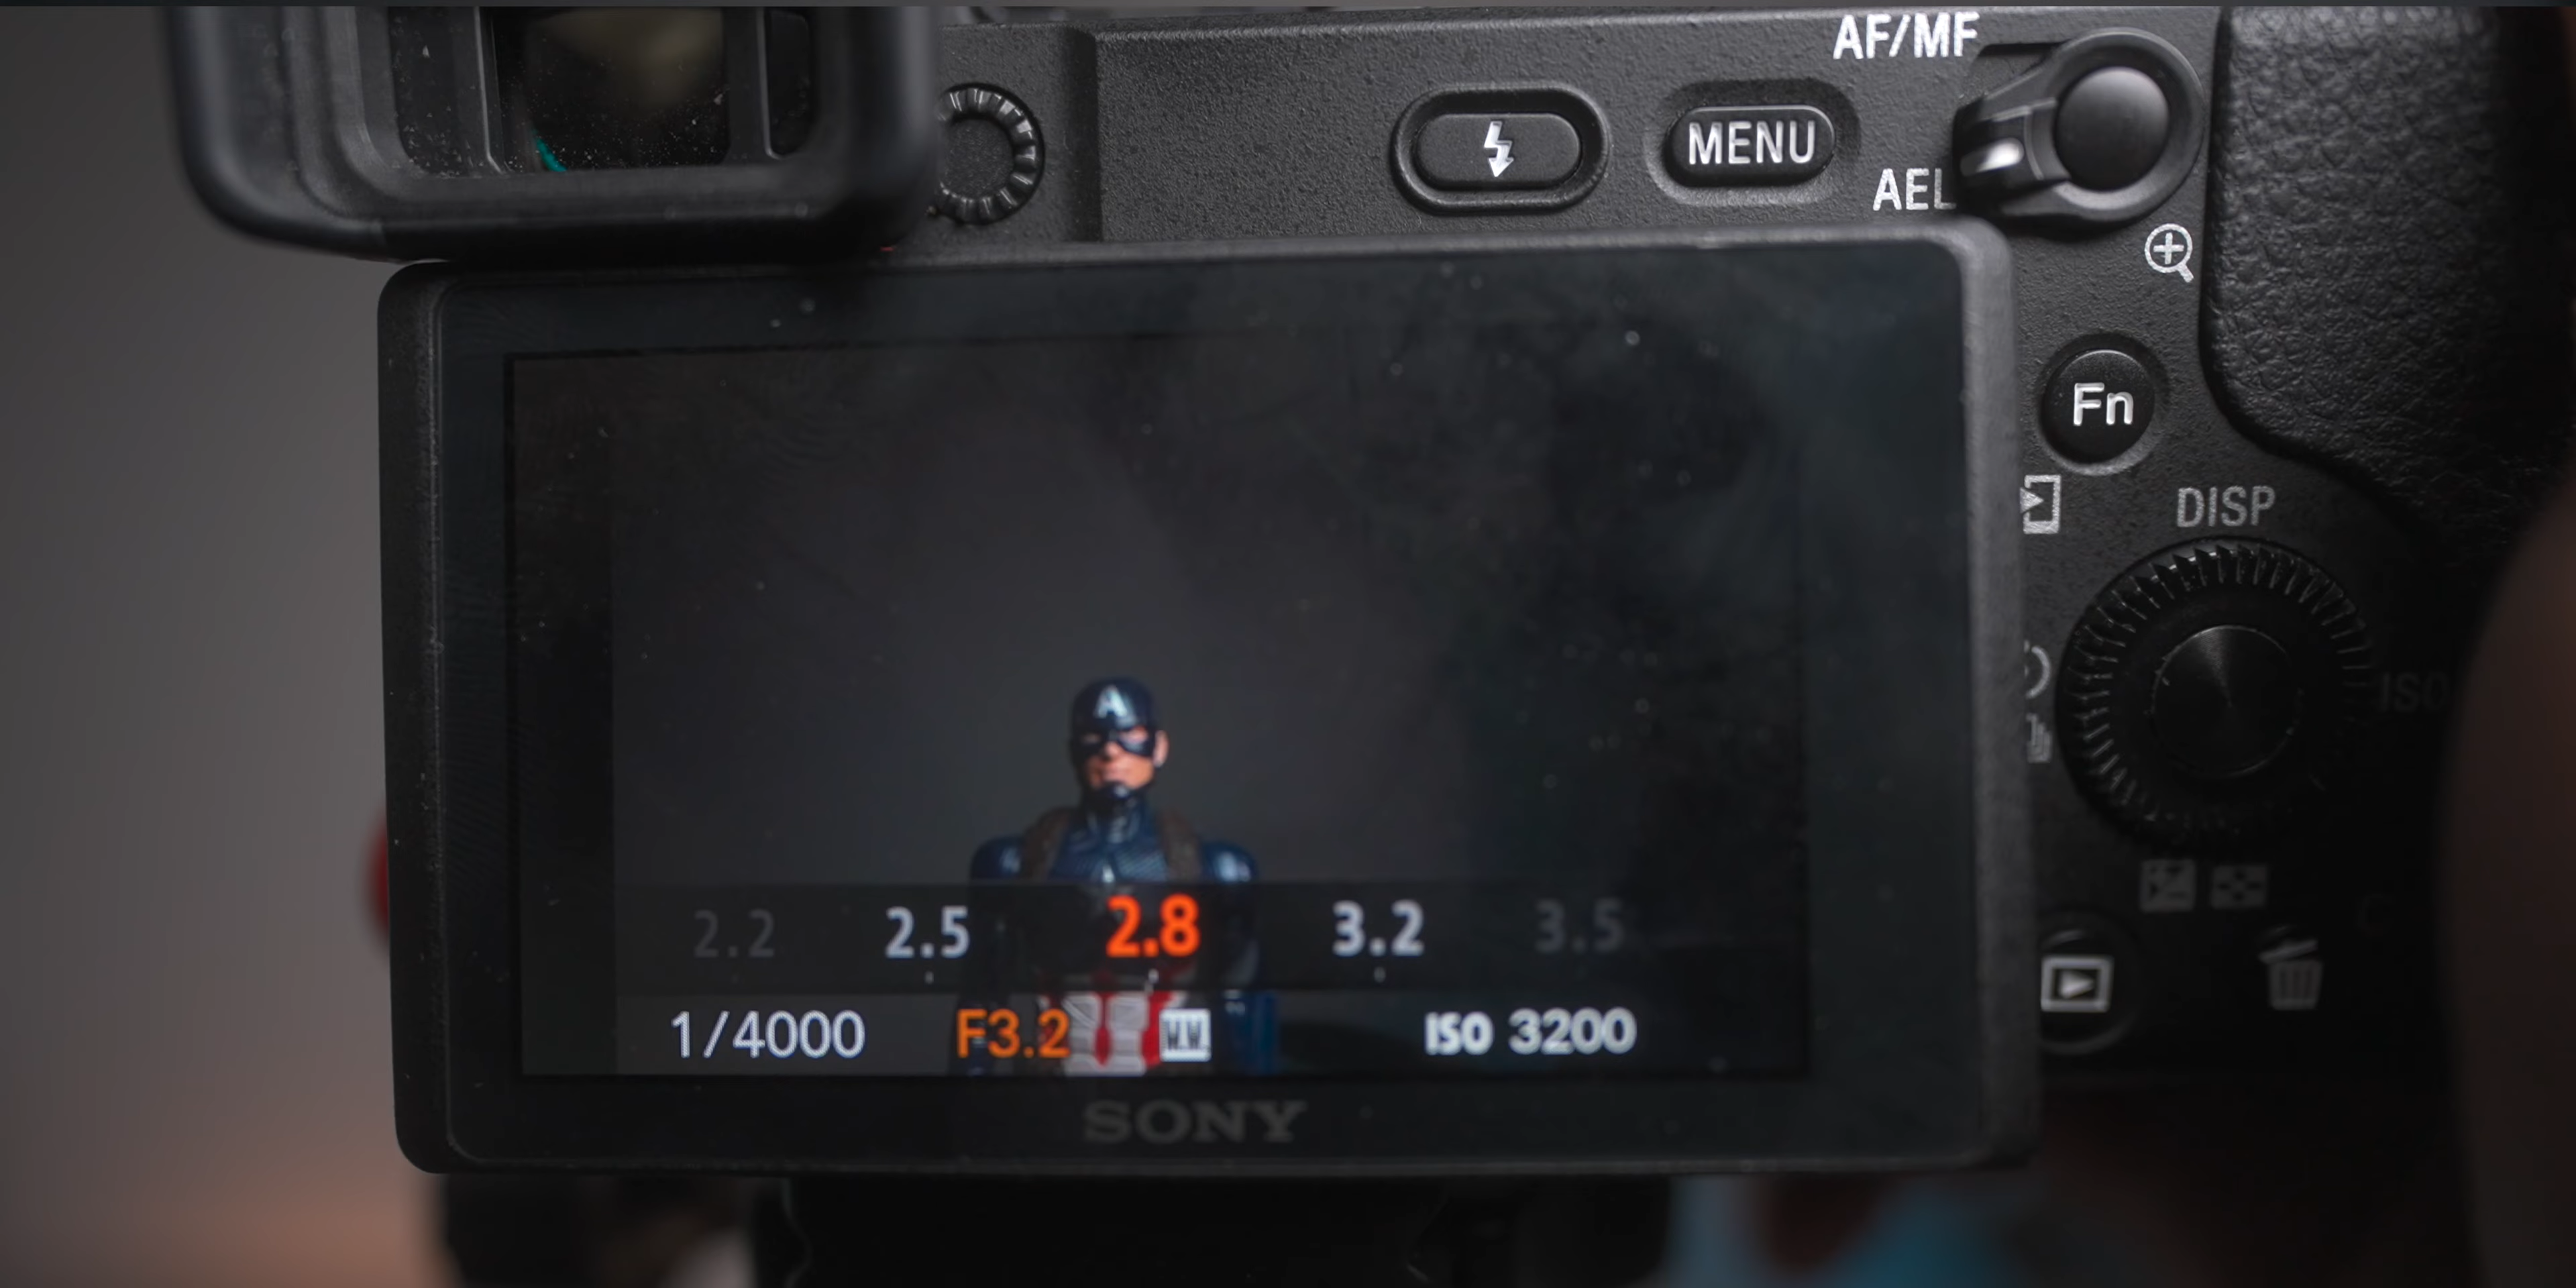 AF/MF
MENU
AEL
Fn
DISP
ISO
A
2.2 2.5 2.8 3.2 3.5
1/4000 F3.2 ISO 3200
SONY